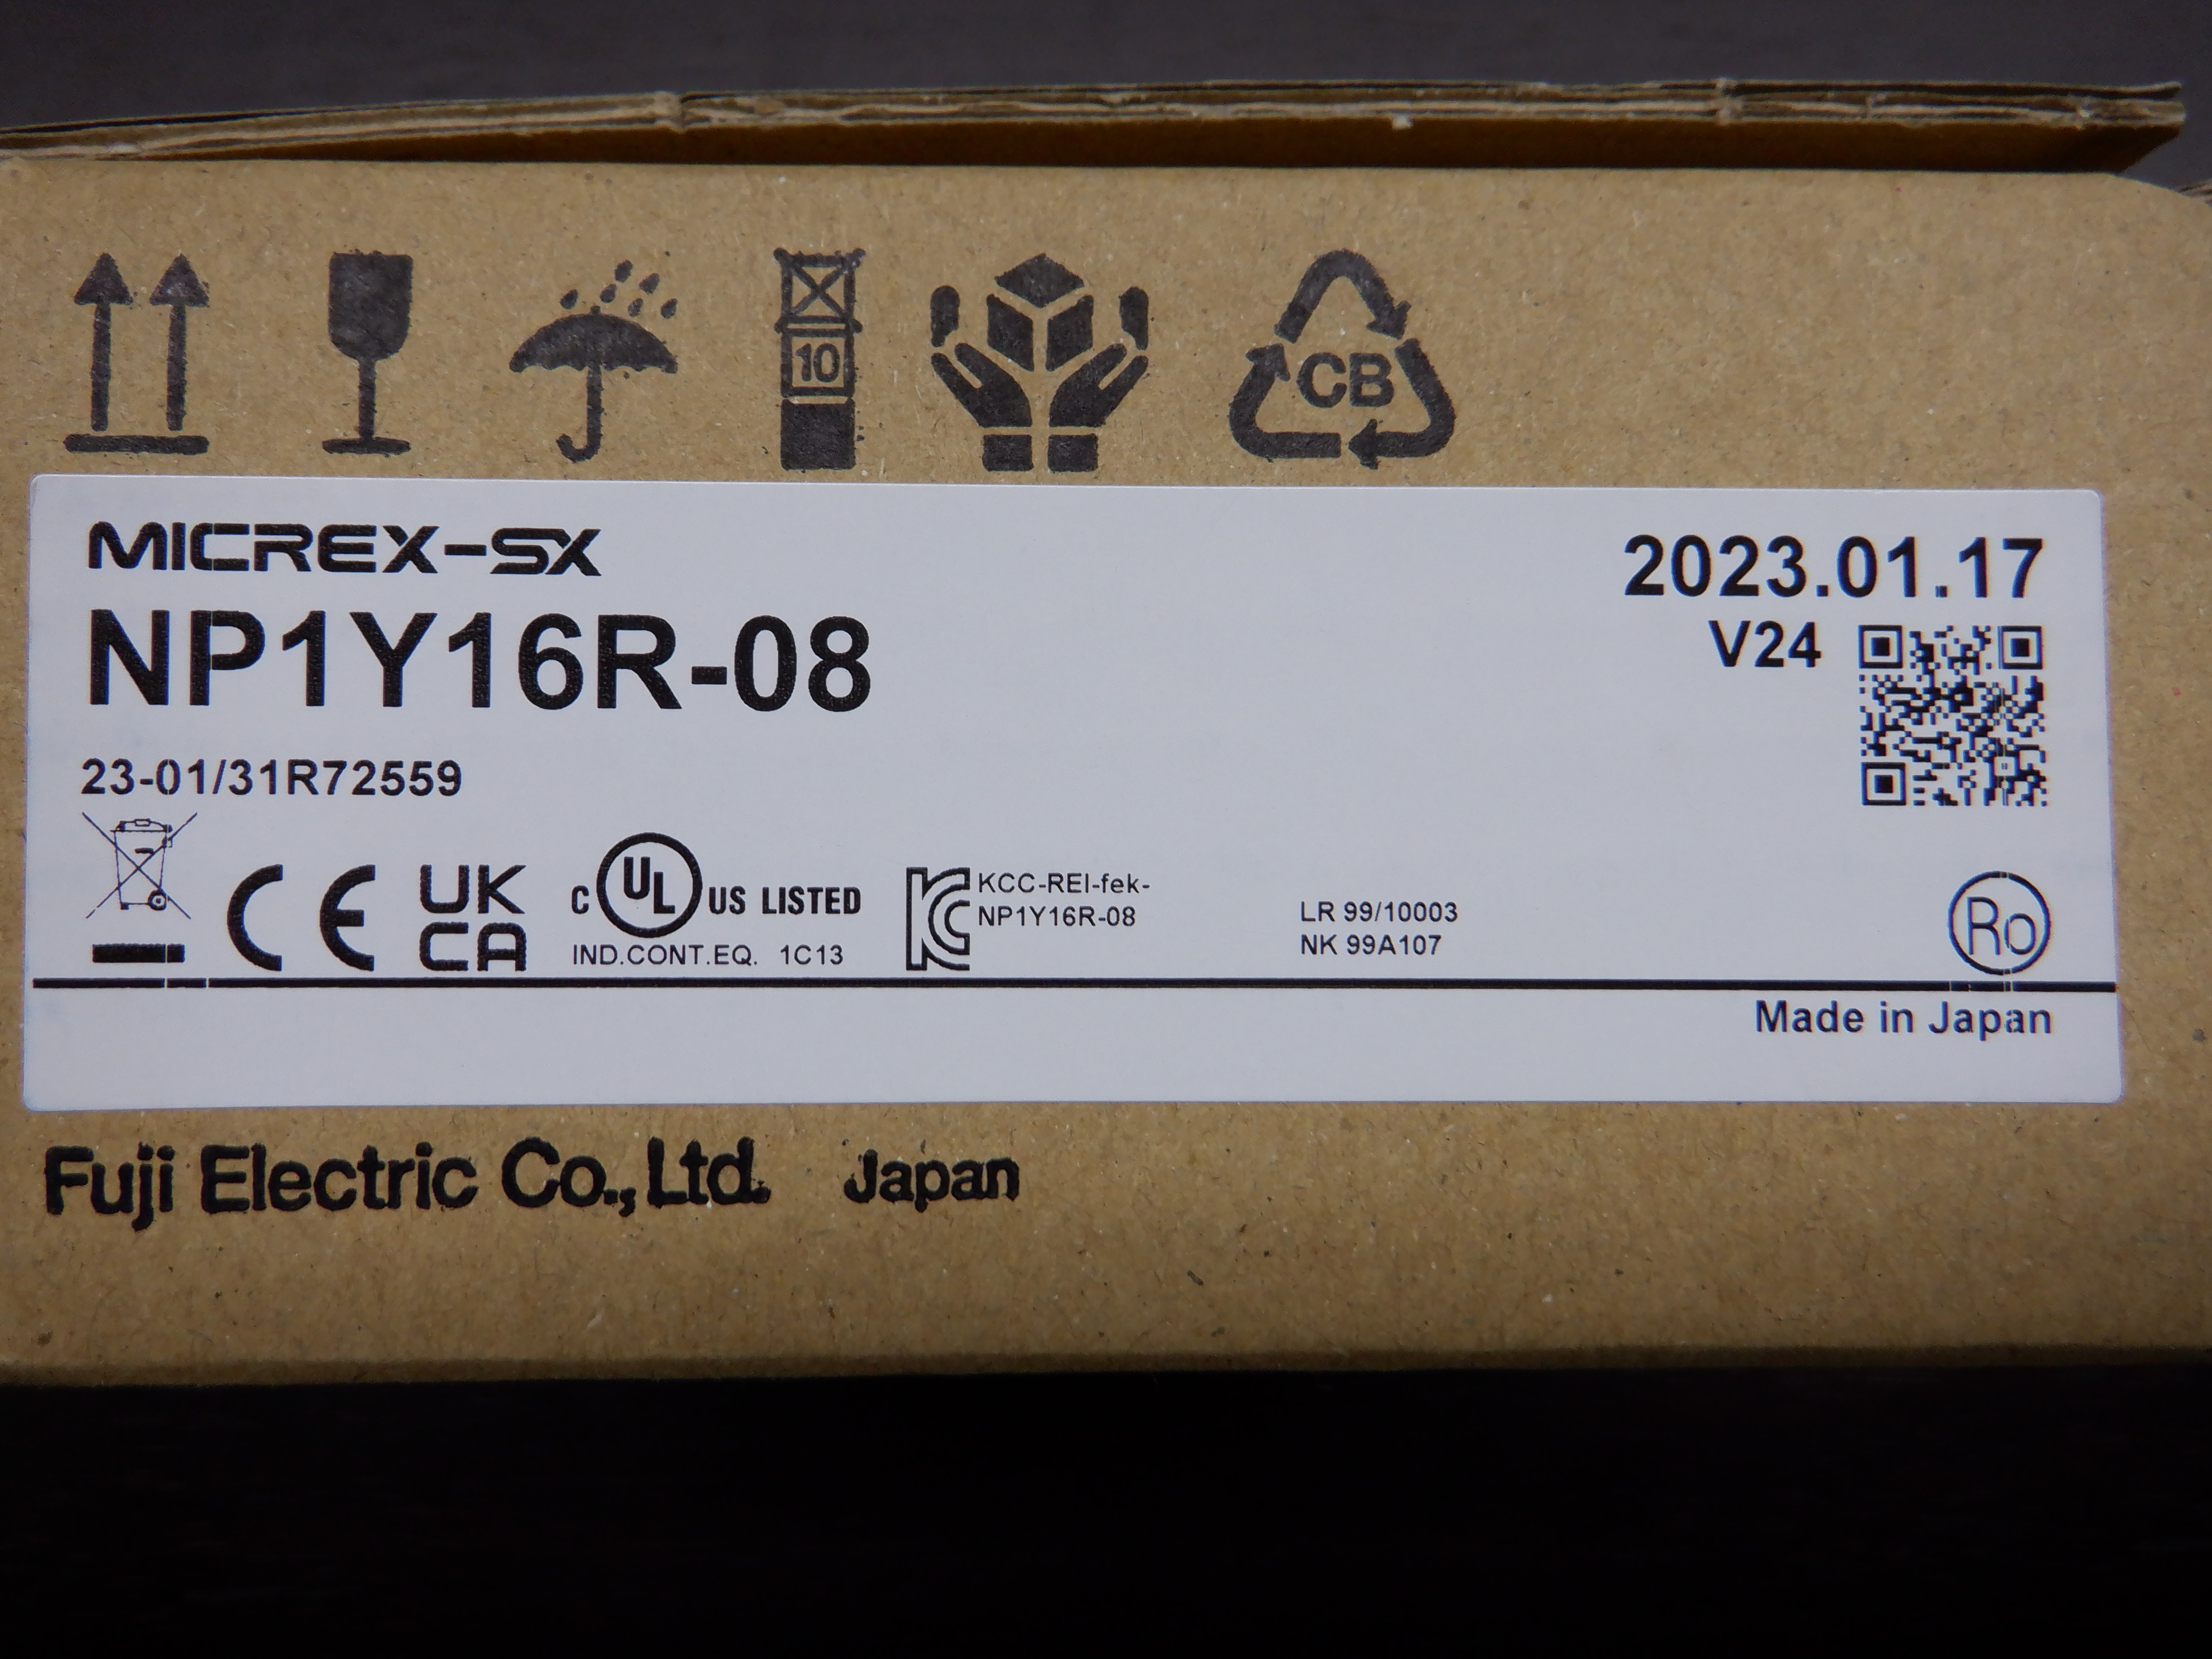 10
CB
MICREX-SX
2023.01.17
NP1Y16R-08
V24
23-01/31R72559
CE
UK
CA
C UL US LISTED
IND.CONT.EQ. 1C13
KC
KCC-REI-fek-
NP1Y16R-08
LR 99/10003
NK 99A107
Ro
Made in Japan
Fuji Electric Co.,Ltd. Japan